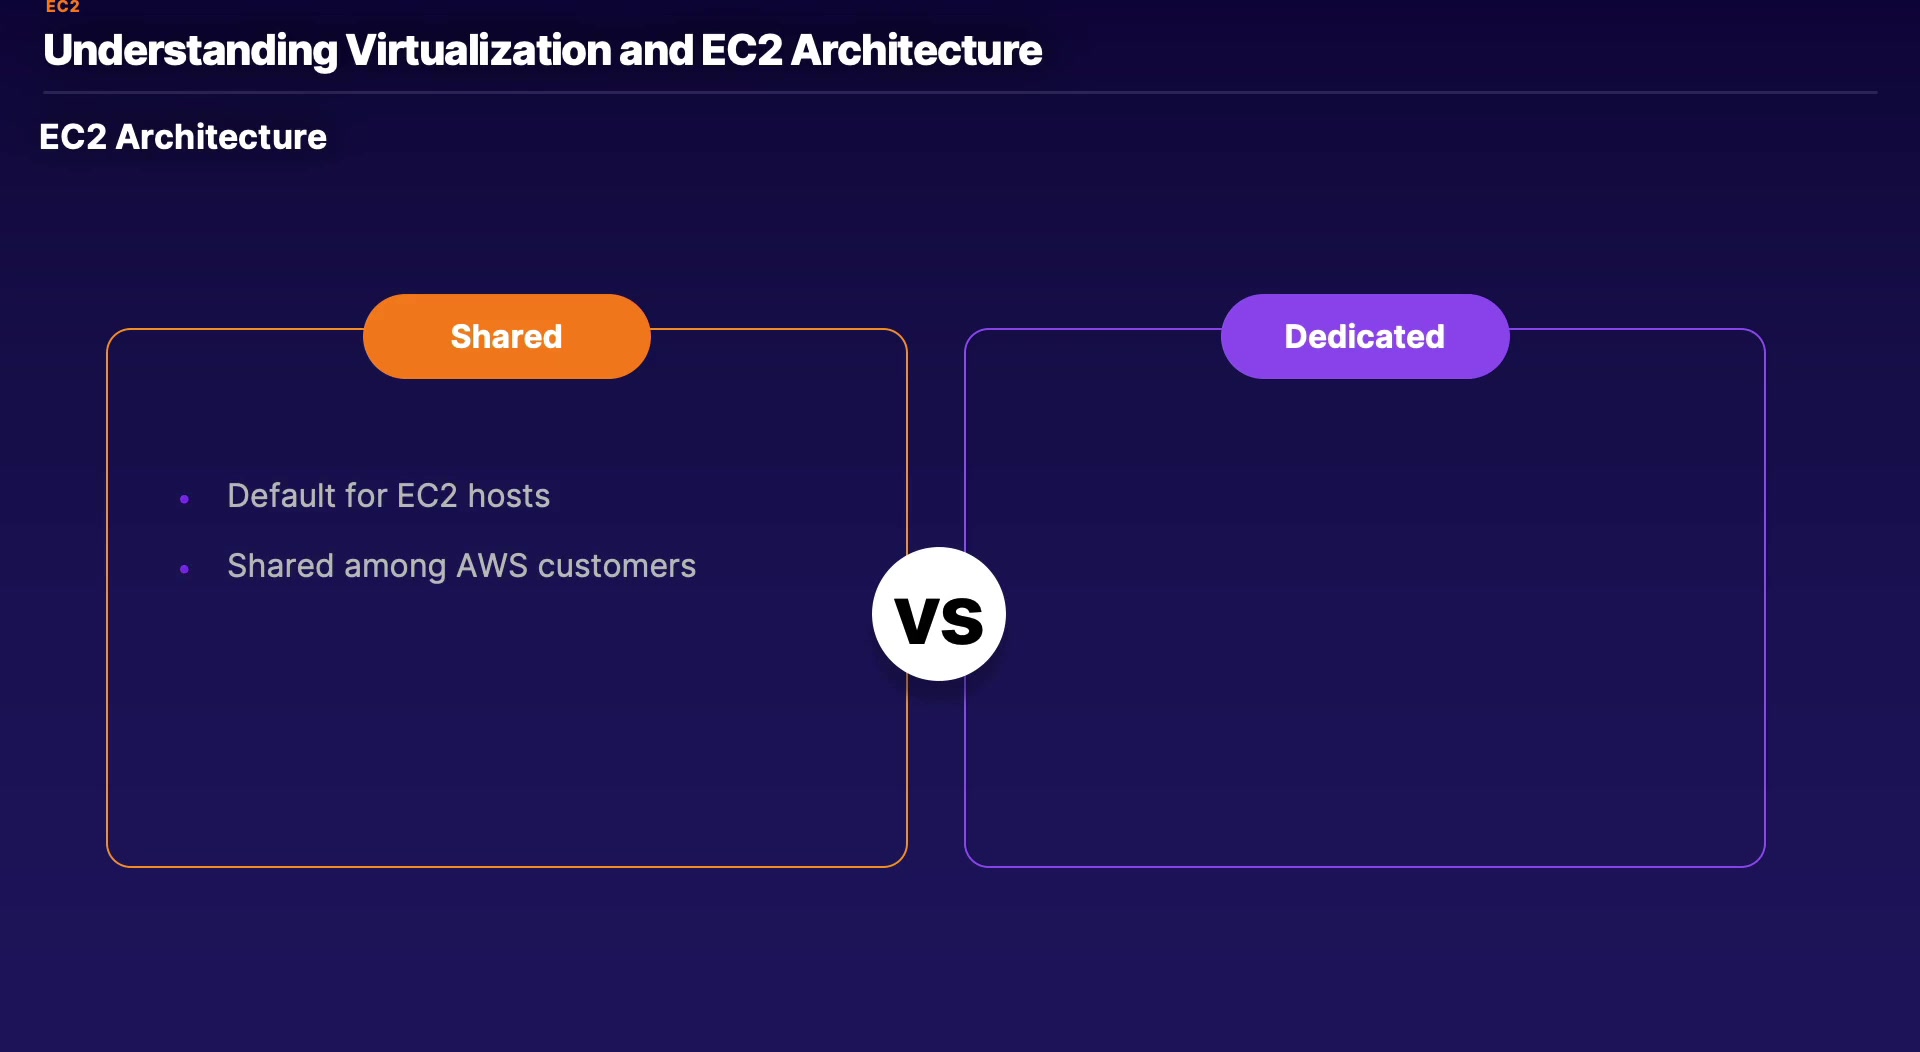 EC2
Understanding Virtualization and EC2 Architecture
EC2 Architecture
Shared
• Default for EC2 hosts
• Shared among AWS customers
VS
Dedicated